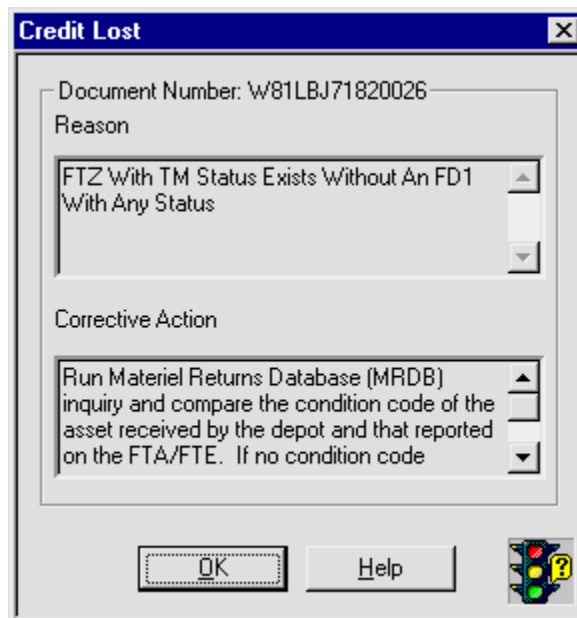 Credit Lost
Document Number: W81LBJ71820026
Reason
FTZ With TM Status Exists Without An FD1
With Any Status
Corrective Action
Run Materiel Returns Database (MRDB)
inquiry and compare the condition code of the
asset received by the depot and that reported
on the FTA/FTE. If no condition code
OK
Help
?